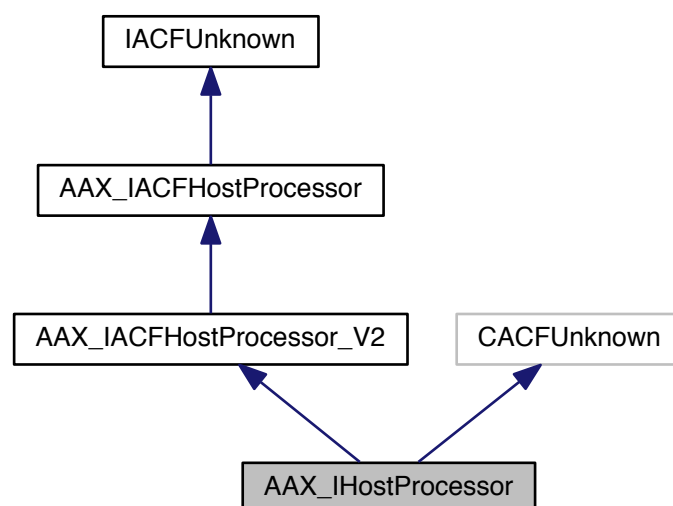 IACFUnknown
AAX_IACFHostProcessor
AAX_IACFHostProcessor_V2
CACFUnknown
AAX_IHostProcessor